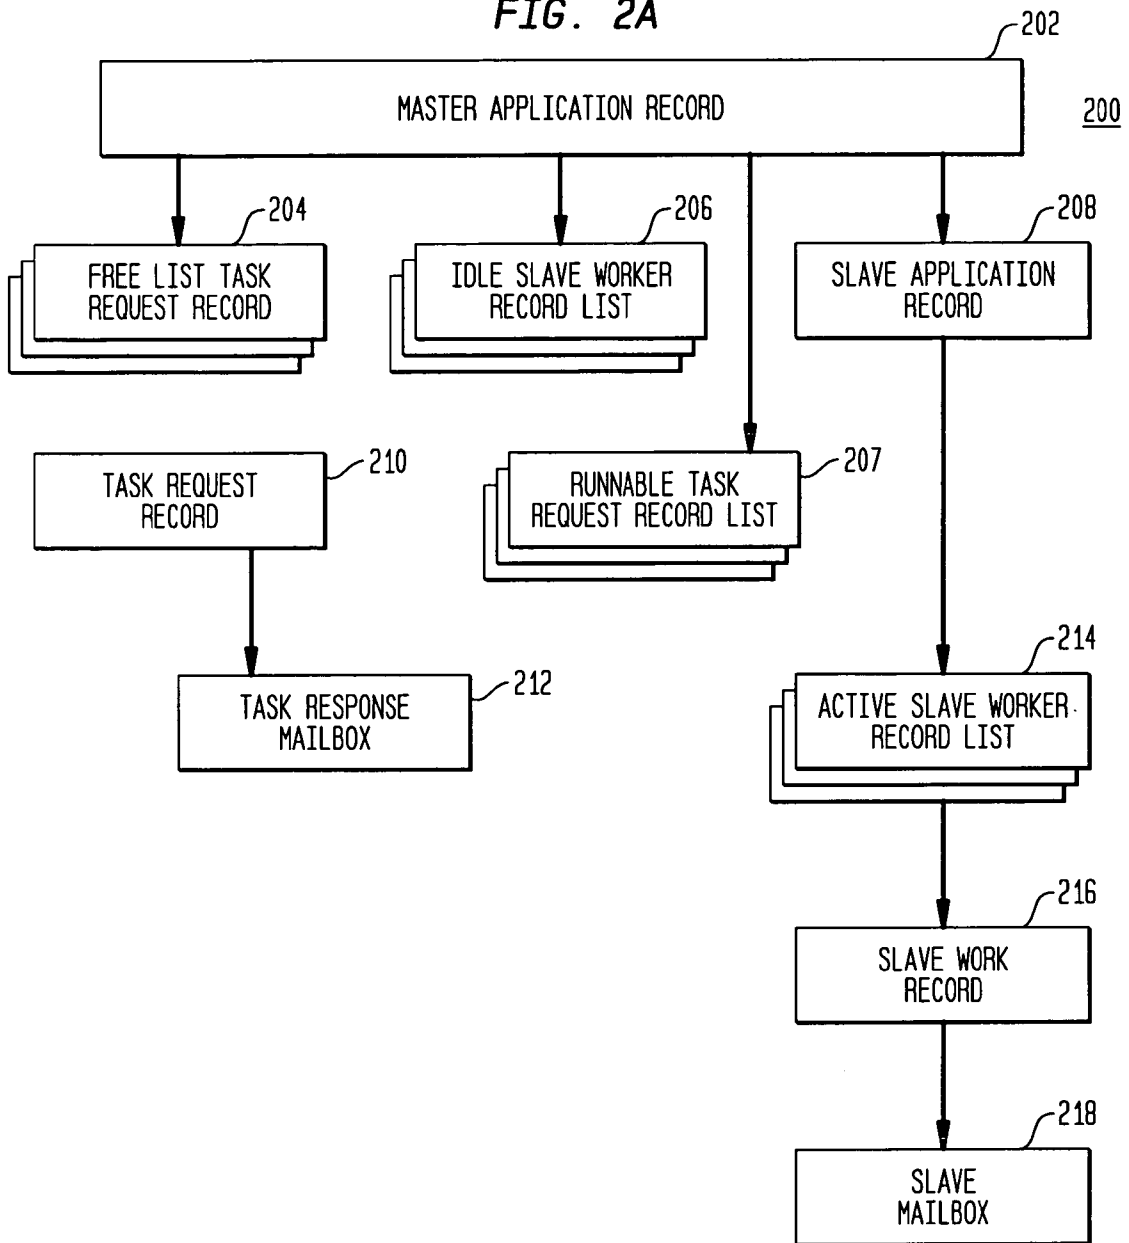 FIG. 2A
202
MASTER APPLICATION RECORD
200
204
FREE LIST TASK
REQUEST RECORD
206
IDLE SLAVE WORKER
RECORD LIST
208
SLAVE APPLICATION
RECORD
210
TASK REQUEST
RECORD
207
RUNNABLE TASK
REQUEST RECORD LIST
212
TASK RESPONSE
MAILBOX
214
ACTIVE SLAVE WORKER
RECORD LIST
216
SLAVE WORK
RECORD
218
SLAVE
MAILBOX